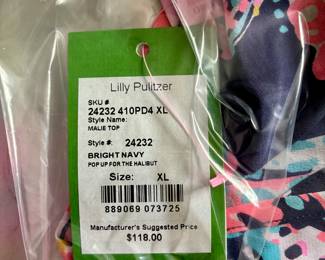 Lilly Pulitzer
SKU #
24232 410PD4 XL
Style Name:
MALIE TOP
Style #: 24232
BRIGHT NAVY
POP UP FOR THE HALIBUT
Size: XL
889069 073725
Manufacturer's Suggested Price
$118.00